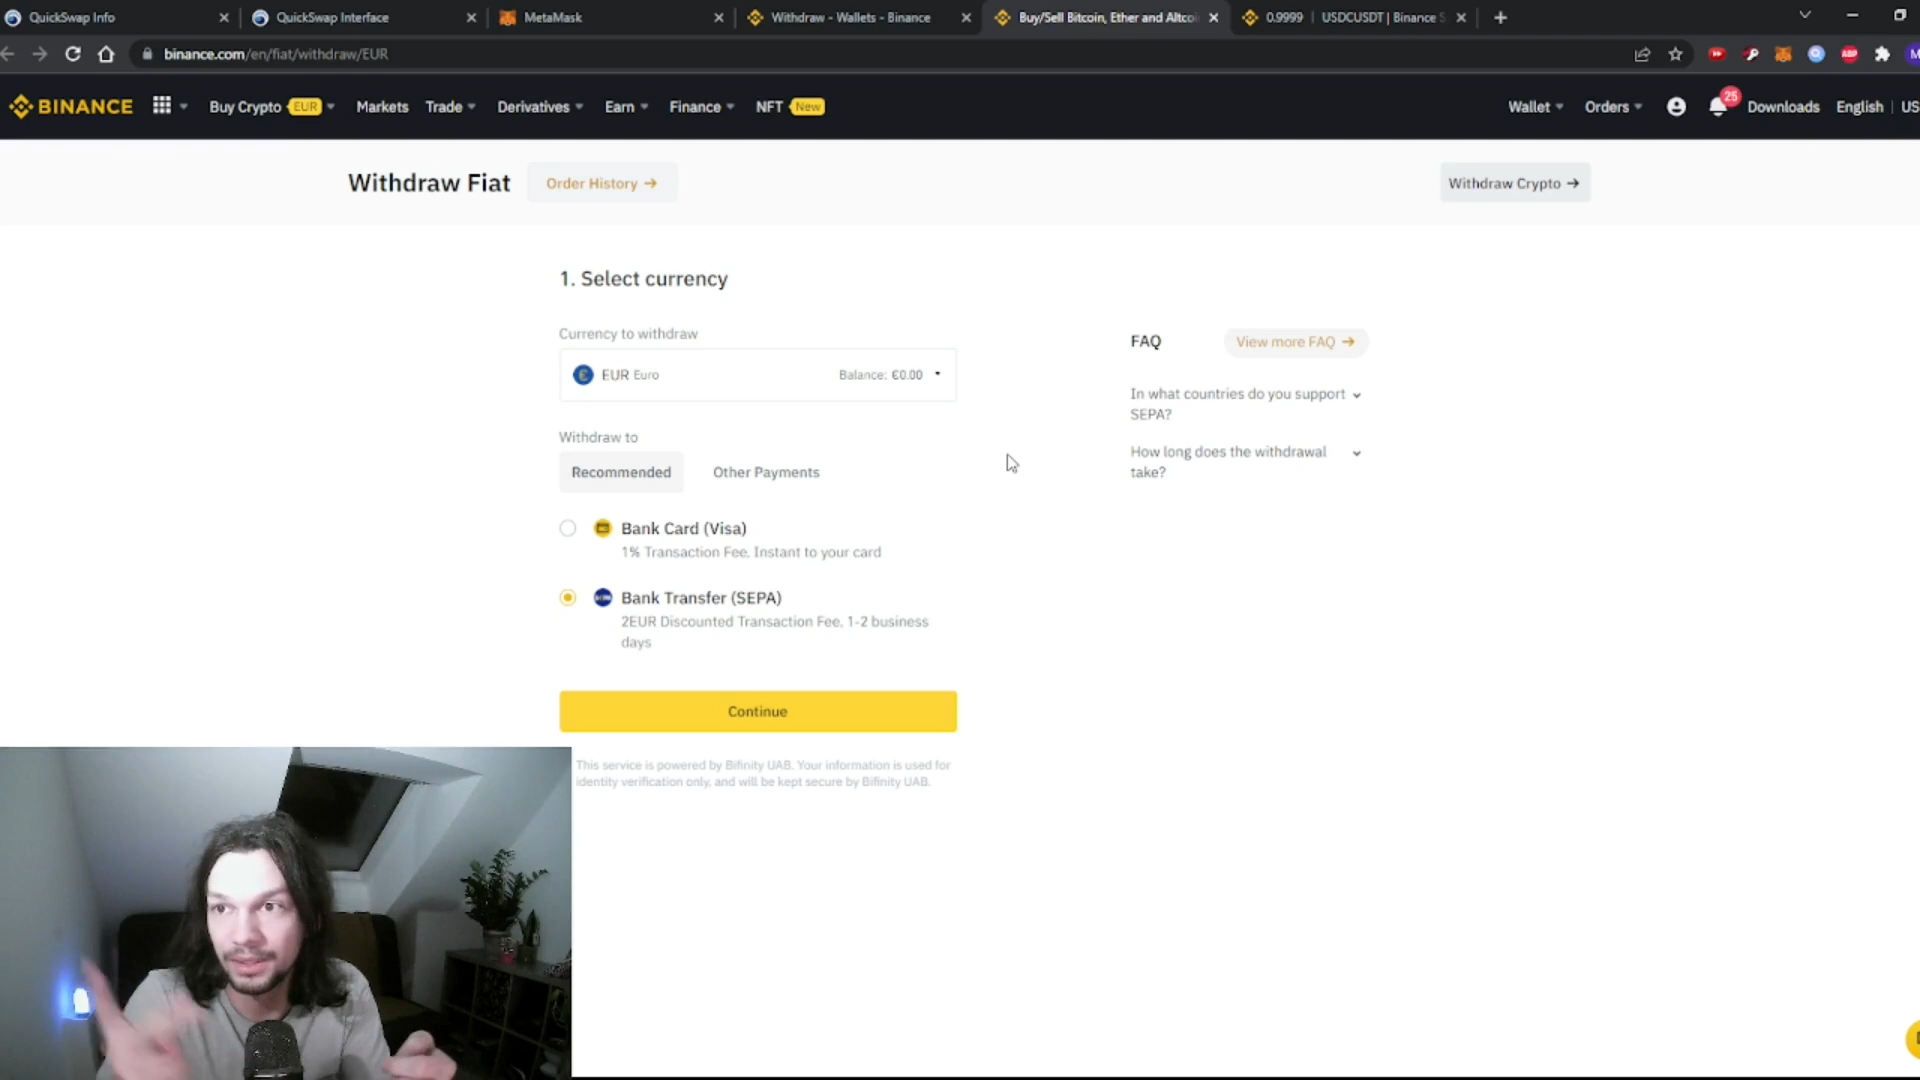 QuickSwap Info
QuickSwap Interface
MetaMask
Withdraw - Wallets - Binance
Buy/Sell Bitcoin, Ether and Altcoi
0.9999 | USDCUSDT | Binance S
binance.com/en/fiat/withdraw/EUR
ABP
M
BINANCE
Buy Crypto EUR
Markets
Trade
Derivatives
Earn
Finance
NFT New
Wallet
Orders
25
Downloads
English | US
Withdraw Fiat
Order History →
Withdraw Crypto →
1. Select currency
Currency to withdraw
EUR Euro
Balance: €0.00
Withdraw to
Recommended
Other Payments
Bank Card (Visa)
1% Transaction Fee, Instant to your card
Bank Transfer (SEPA)
2EUR Discounted Transaction Fee, 1-2 business
days
Continue
This service is powered by Bifinity UAB. Your information is used for
identity verification only, and will be kept secure by Bifinity UAB.
FAQ
View more FAQ →
In what countries do you support
SEPA?
How long does the withdrawal
take?